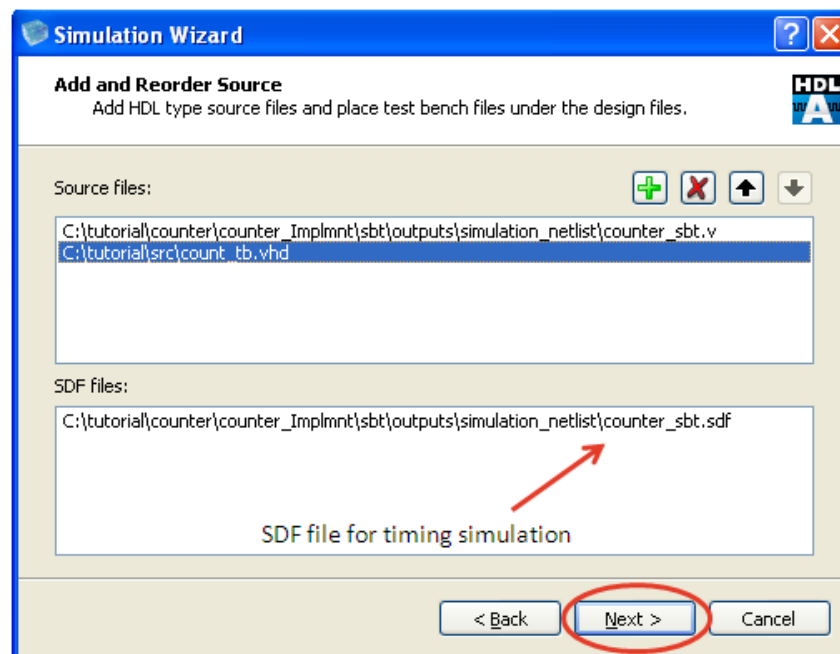 Simulation Wizard
Add and Reorder Source
Add HDL type source files and place test bench files under the design files.
HDL
A
Source files:
C:\tutorial\counter\counter_Implmnt\sbt\outputs\simulation_netlist\counter_sbt.v
C:\tutorial\src\count_tb.vhd
SDF files:
C:\tutorial\counter\counter_Implmnt\sbt\outputs\simulation_netlist\counter_sbt.sdf
SDF file for timing simulation
< Back
Next >
Cancel